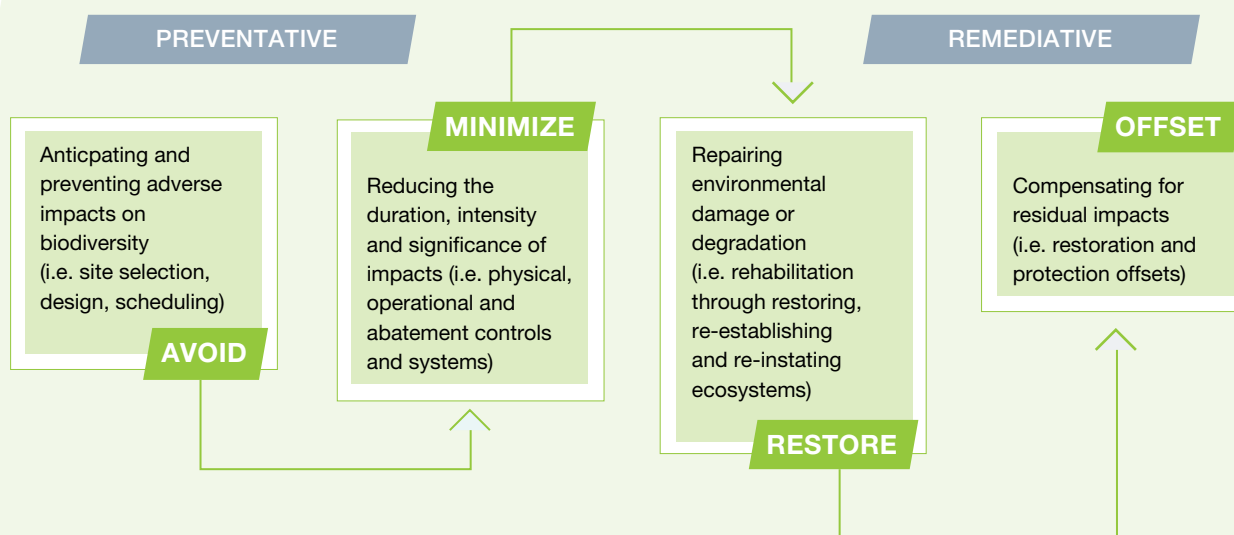 PREVENTATIVE
REMEDIATIVE
Anticpating and
preventing adverse
impacts on
biodiversity
(i.e. site selection,
design, scheduling)
AVOID
MINIMIZE
Reducing the
duration, intensity
and significance of
impacts (i.e. physical,
operational and
abatement controls
and systems)
Repairing
environmental
damage or
degradation
(i.e. rehabilitation
through restoring,
re-establishing
and re-instating
ecosystems)
RESTORE
OFFSET
Compensating for
residual impacts
(i.e. restoration and
protection offsets)